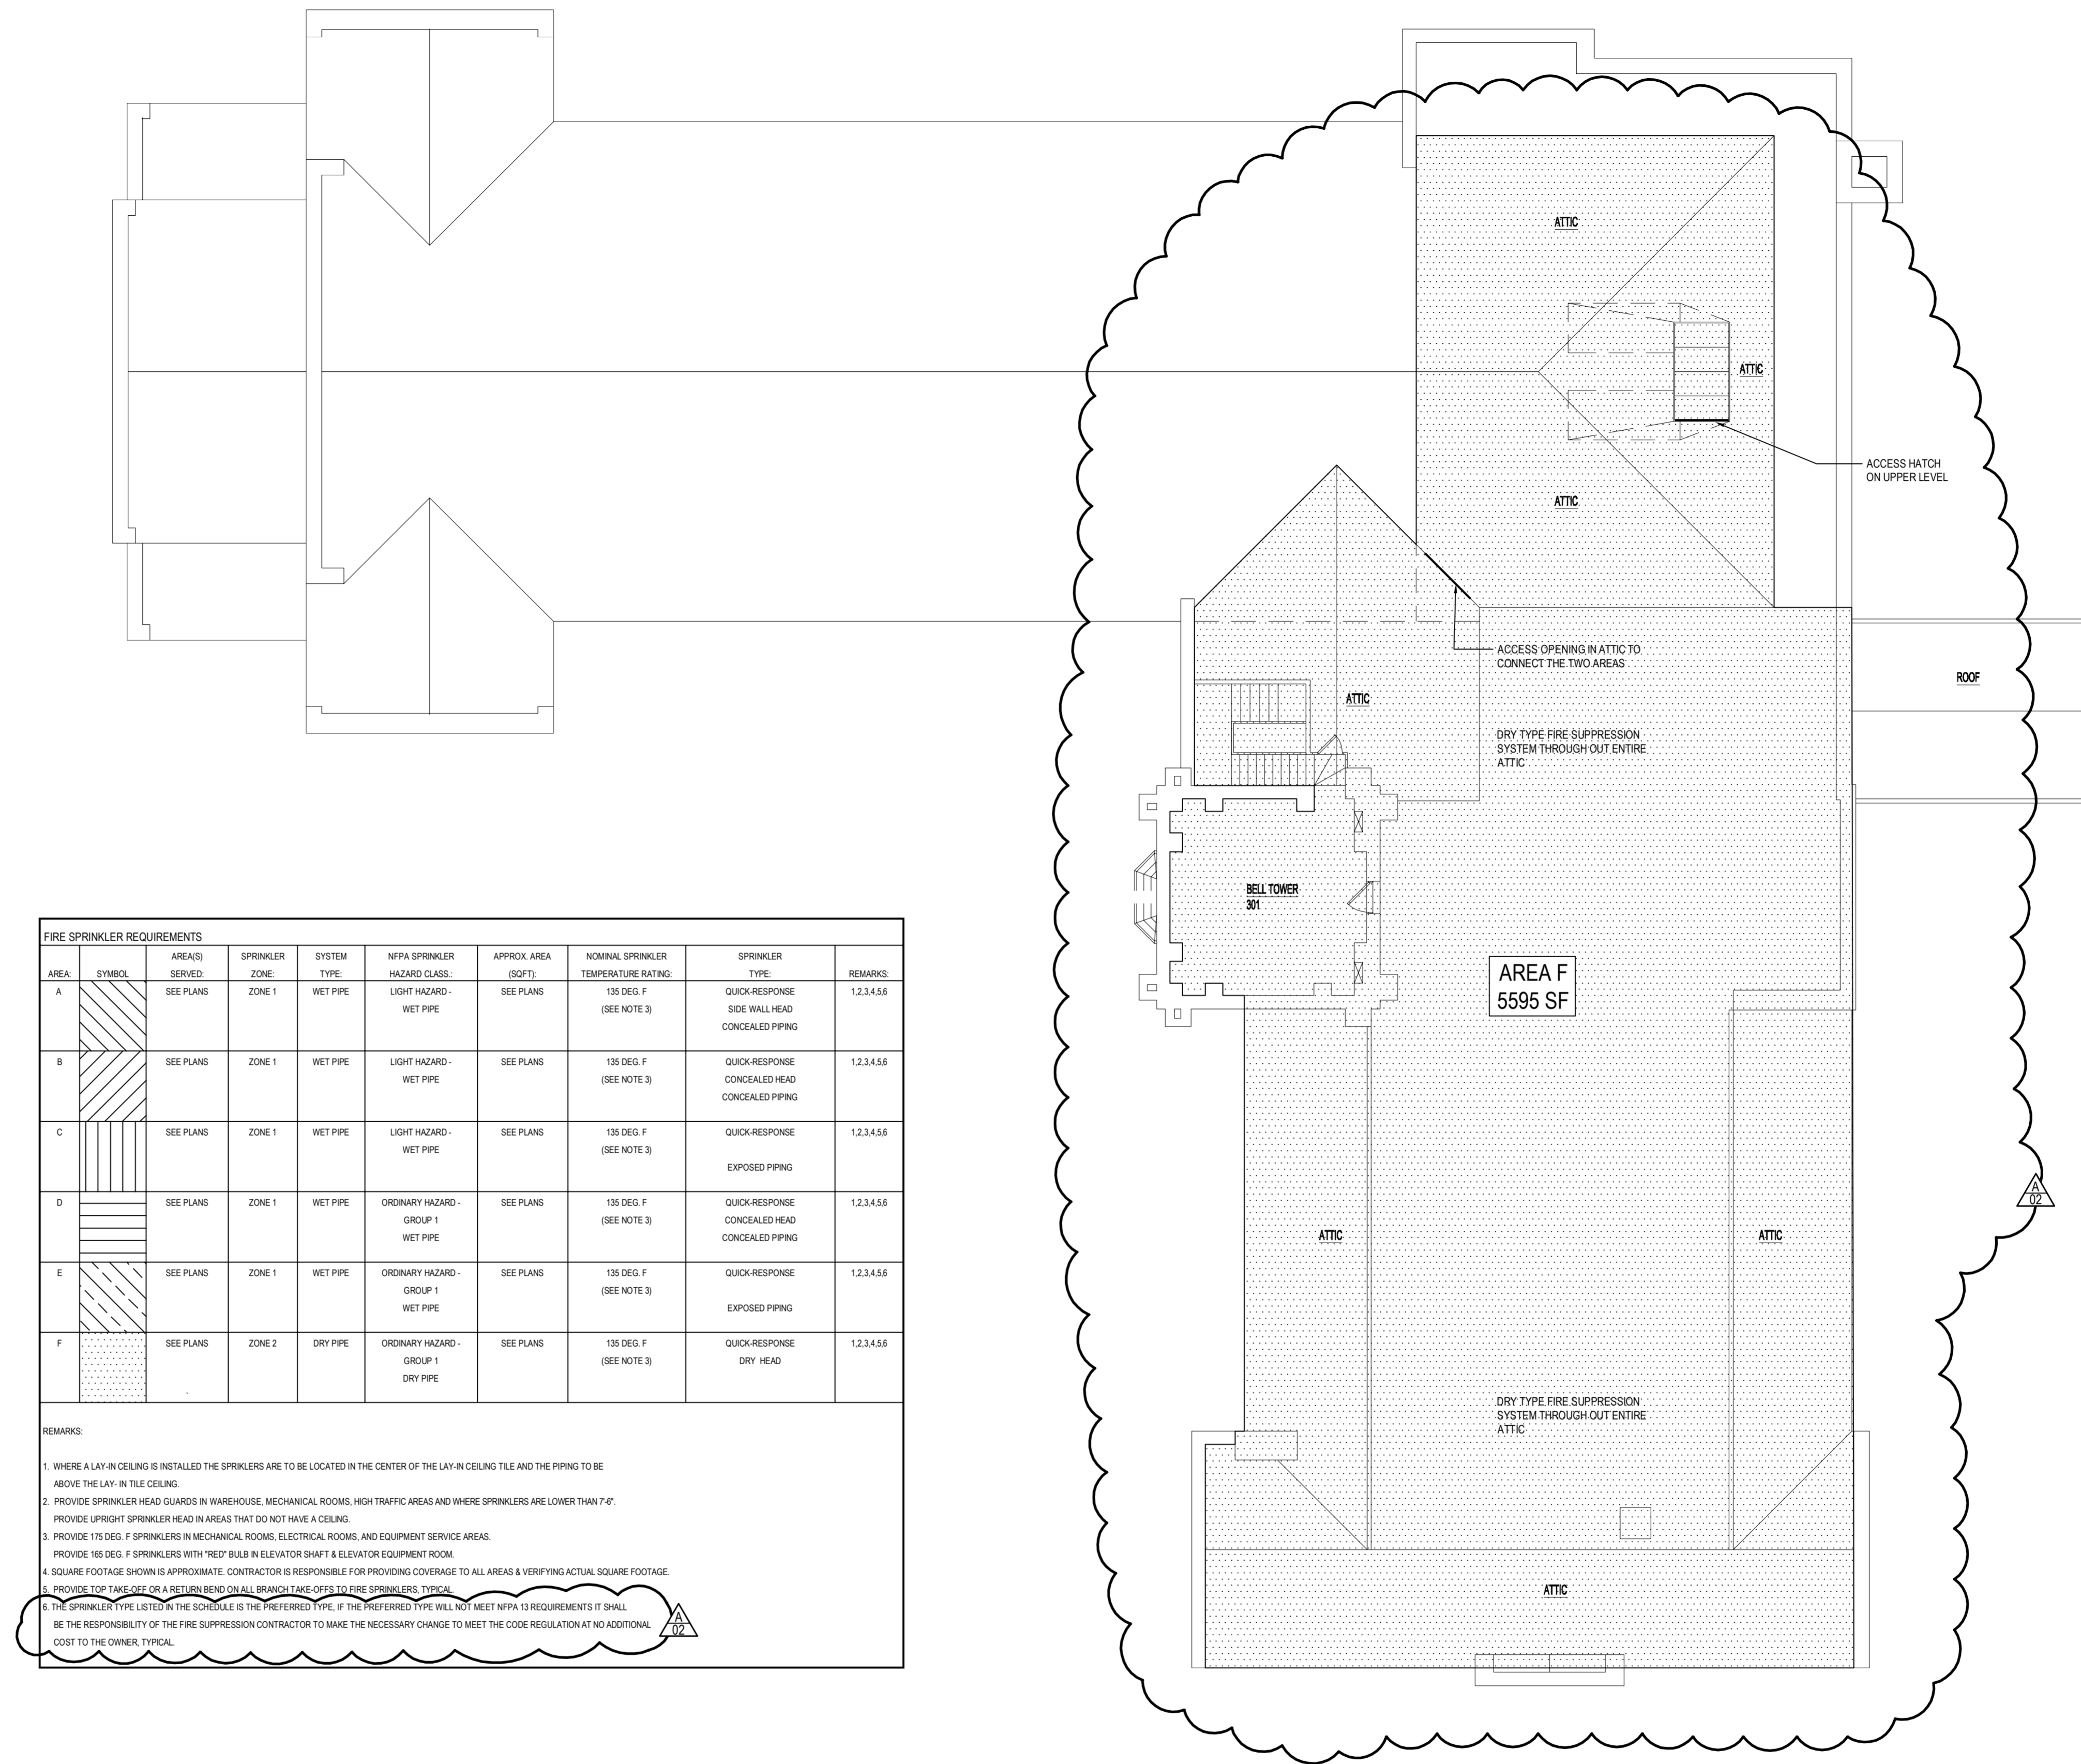 ATTIC
ATTIC
ACCESS HATCH
ON UPPER LEVEL
ATTIC
ACCESS OPENING IN ATTIC TO
CONNECT THE TWO AREAS
ROOF
ATTIC
DRY TYPE FIRE SUPPRESSION
SYSTEM THROUGH OUT ENTIRE
ATTIC
BELL TOWER
301
AREA F
5595 SF
A
02
ATTIC
ATTIC
DRY TYPE FIRE SUPPRESSION
SYSTEM THROUGH OUT ENTIRE
ATTIC
ATTIC
FIRE SPRINKLER REQUIREMENTS
AREA: SYMBOL AREA(S) SERVED: SPRINKLER ZONE: SYSTEM TYPE: NFPA SPRINKLER HAZARD CLASS.: APPROX. AREA (SQFT): NOMINAL SPRINKLER TEMPERATURE RATING: SPRINKLER TYPE: REMARKS:
A SEE PLANS ZONE 1 WET PIPE LIGHT HAZARD - SEE PLANS 135 DEG. F QUICK-RESPONSE 1,2,3,4,5,6
WET PIPE (SEE NOTE 3) SIDE WALL HEAD
CONCEALED PIPING
B SEE PLANS ZONE 1 WET PIPE LIGHT HAZARD - SEE PLANS 135 DEG. F QUICK-RESPONSE 1,2,3,4,5,6
WET PIPE (SEE NOTE 3) CONCEALED HEAD
CONCEALED PIPING
C SEE PLANS ZONE 1 WET PIPE LIGHT HAZARD - SEE PLANS 135 DEG. F QUICK-RESPONSE 1,2,3,4,5,6
WET PIPE (SEE NOTE 3)
EXPOSED PIPING
D SEE PLANS ZONE 1 WET PIPE ORDINARY HAZARD - SEE PLANS 135 DEG. F QUICK-RESPONSE 1,2,3,4,5,6
GROUP 1 (SEE NOTE 3) CONCEALED HEAD
WET PIPE CONCEALED PIPING
E SEE PLANS ZONE 1 WET PIPE ORDINARY HAZARD - SEE PLANS 135 DEG. F QUICK-RESPONSE 1,2,3,4,5,6
GROUP 1 (SEE NOTE 3)
WET PIPE EXPOSED PIPING
F SEE PLANS ZONE 2 DRY PIPE ORDINARY HAZARD - SEE PLANS 135 DEG. F QUICK-RESPONSE 1,2,3,4,5,6
GROUP 1 (SEE NOTE 3) DRY HEAD
DRY PIPE
REMARKS:
1. WHERE A LAY-IN CEILING IS INSTALLED THE SPRIKLERS ARE TO BE LOCATED IN THE CENTER OF THE LAY-IN CEILING TILE AND THE PIPING TO BE
ABOVE THE LAY- IN TILE CEILING.
2. PROVIDE SPRINKLER HEAD GUARDS IN WAREHOUSE, MECHANICAL ROOMS, HIGH TRAFFIC AREAS AND WHERE SPRINKLERS ARE LOWER THAN 7'-6".
PROVIDE UPRIGHT SPRINKLER HEAD IN AREAS THAT DO NOT HAVE A CEILING.
3. PROVIDE 175 DEG. F SPRINKLERS IN MECHANICAL ROOMS, ELECTRICAL ROOMS, AND EQUIPMENT SERVICE AREAS.
PROVIDE 165 DEG. F SPRINKLERS WITH "RED" BULB IN ELEVATOR SHAFT & ELEVATOR EQUIPMENT ROOM.
4. SQUARE FOOTAGE SHOWN IS APPROXIMATE. CONTRACTOR IS RESPONSIBLE FOR PROVIDING COVERAGE TO ALL AREAS & VERIFYING ACTUAL SQUARE FOOTAGE.
5. PROVIDE TOP TAKE-OFF OR A RETURN BEND ON ALL BRANCH TAKE-OFFS TO FIRE SPRINKLERS, TYPICAL.
6. THE SPRINKLER TYPE LISTED IN THE SCHEDULE IS THE PREFERRED TYPE, IF THE PREFERRED TYPE WILL NOT MEET NFPA 13 REQUIREMENTS IT SHALL
BE THE RESPONSIBILITY OF THE FIRE SUPPRESSION CONTRACTOR TO MAKE THE NECESSARY CHANGE TO MEET THE CODE REGULATION AT NO ADDITIONAL
COST TO THE OWNER, TYPICAL.
A
02